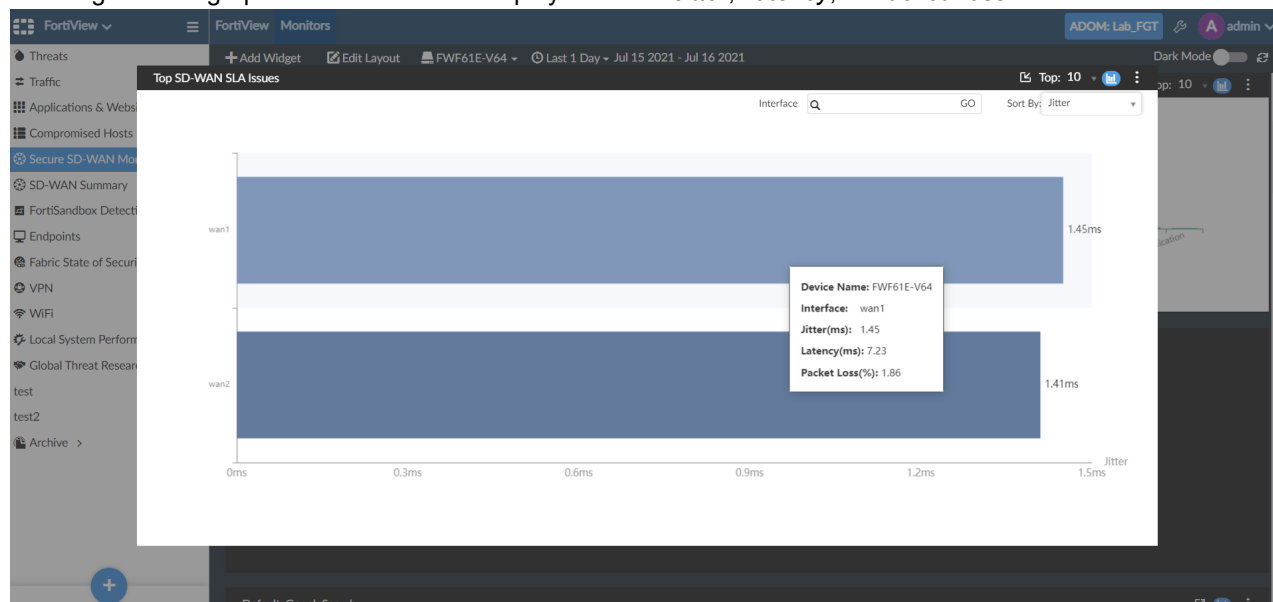 FortiView
FortiView Monitors
ADOM: Lab_FGT
A admin
Threats
Traffic
Applications & Websi
Compromised Hosts
Secure SD-WAN Mo
SD-WAN Summary
FortiSandbox Detecti
Endpoints
Fabric State of Securi
VPN
WiFi
Local System Perform
Global Threat Resear
test
test2
Archive >
+
+ Add Widget Edit Layout FWF61E-V64 Last 1 Day Jul 15 2021 - Jul 16 2021
Dark Mode
Top SD-WAN SLA Issues
Top: 10
op: 10
Interface GO Sort By: Jitter
wan1
1.45ms
Device Name: FWF61E-V64
Interface: wan1
Jitter(ms): 1.45
Latency(ms): 7.23
Packet Loss(%): 1.86
wan2
1.41ms
0ms 0.3ms 0.6ms 0.9ms 1.2ms 1.5ms
Jitter
ication